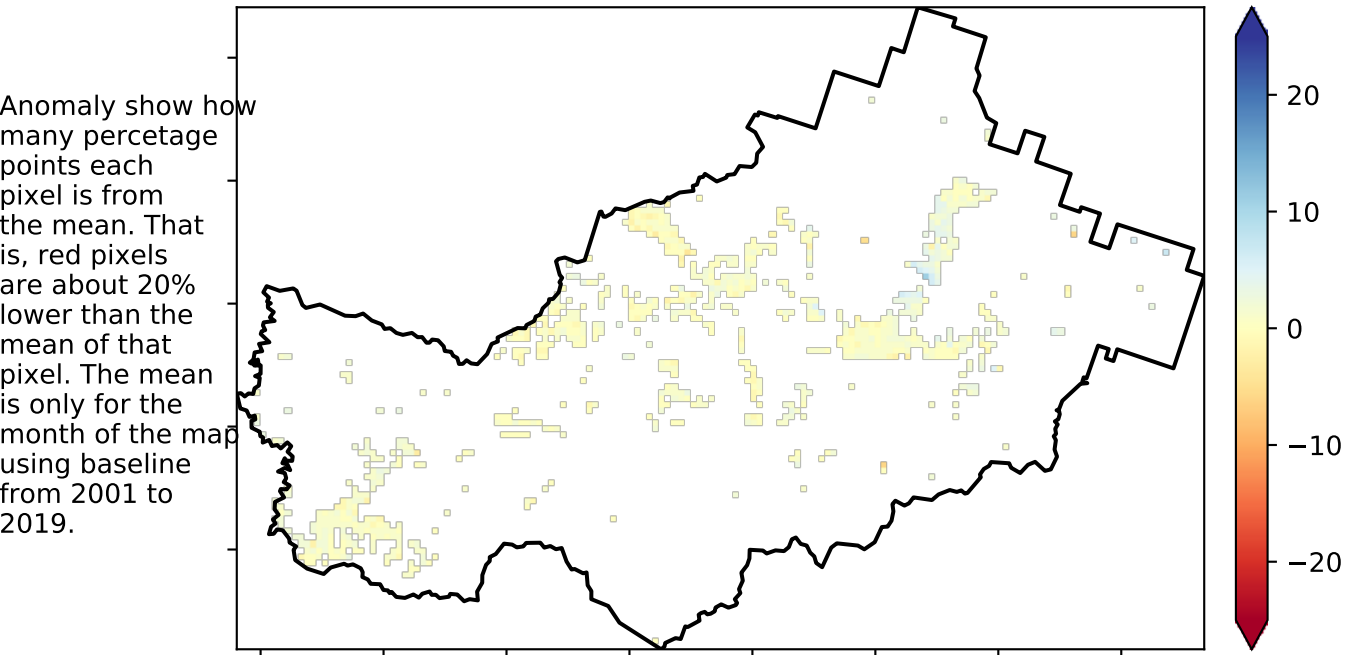 Anomaly show how
many percetage
points each
pixel is from
the mean. That
is, red pixels
are about 20%
lower than the
mean of that
pixel. The mean
is only for the
month of the map
using baseline
from 2001 to
2019.
20
10
0
−10
−20